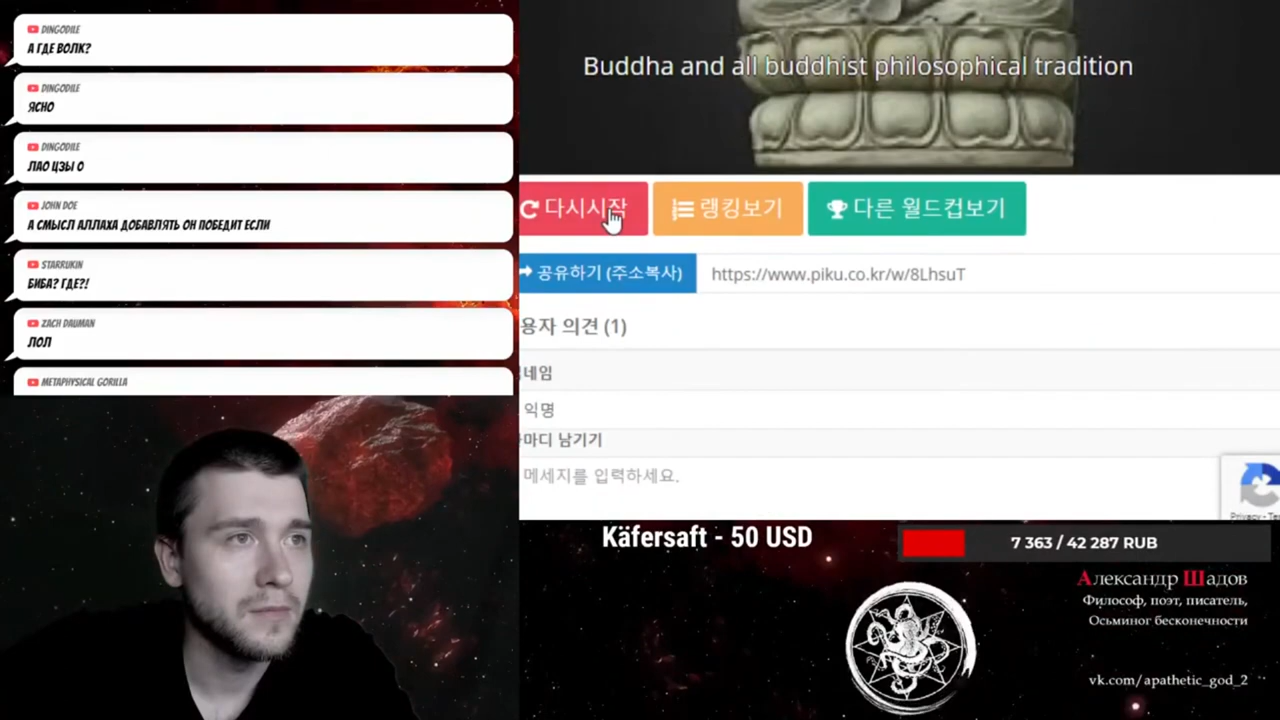 DINGODILE
А ГДЕ ВОЛК?
DINGODILE
ЯСНО
DINGODILE
ЛАО ЦЗЫ О
JOHN DOE
А СМЫСЛ АЛЛАХА ДОБАВЛЯТЬ ОН ПОБЕДИТ ЕСЛИ
STARRUKIN
БИБА? ГДЕ?!
ZACH DAUMAN
ЛОЛ
METAPHYSICAL GORILLA
Buddha and all buddhist philosophical tradition
다시시작
랭킹보기
다른 월드컵보기
공유하기 (주소복사)
https://www.piku.co.kr/w/8LhsuT
용자 의견 (1)
네임
익명
마디 남기기
메세지를 입력하세요.
Privacy - Te
Käfersaft - 50 USD
7 363 / 42 287 RUB
Александр Шадов
Философ, поэт, писатель,
Осьминог бесконечности
vk.com/apathetic_god_2